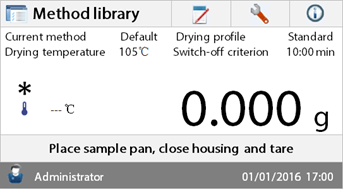 Method library
Current method Default Drying profile Standard
Drying temperature 105℃ Switch-off criterion 10:00 min
* --- ℃ 0.000 g
Place sample pan, close housing and tare
Administrator 01/01/2016 17:00